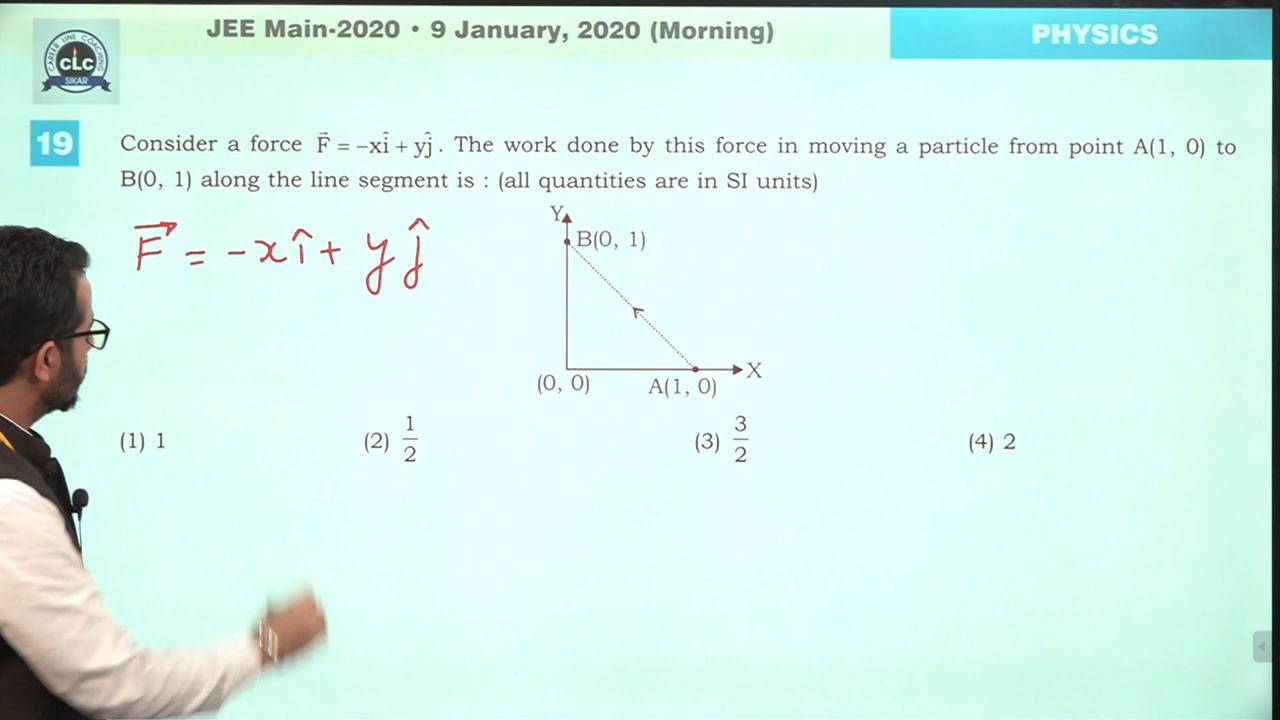 JEE Main-2020 • 9 January, 2020 (Morning)
PHYSICS
CAREER LINE COACHING
CLC
SIKAR
19
Consider a force F⃗ = –xî + yĵ. The work done by this force in moving a particle from point A(1, 0) to
B(0, 1) along the line segment is : (all quantities are in SI units)
F⃗ = -xî + yĵ
Y
B(0, 1)
X
(0, 0)
A(1, 0)
(1) 1
(2) 1/2
(3) 3/2
(4) 2